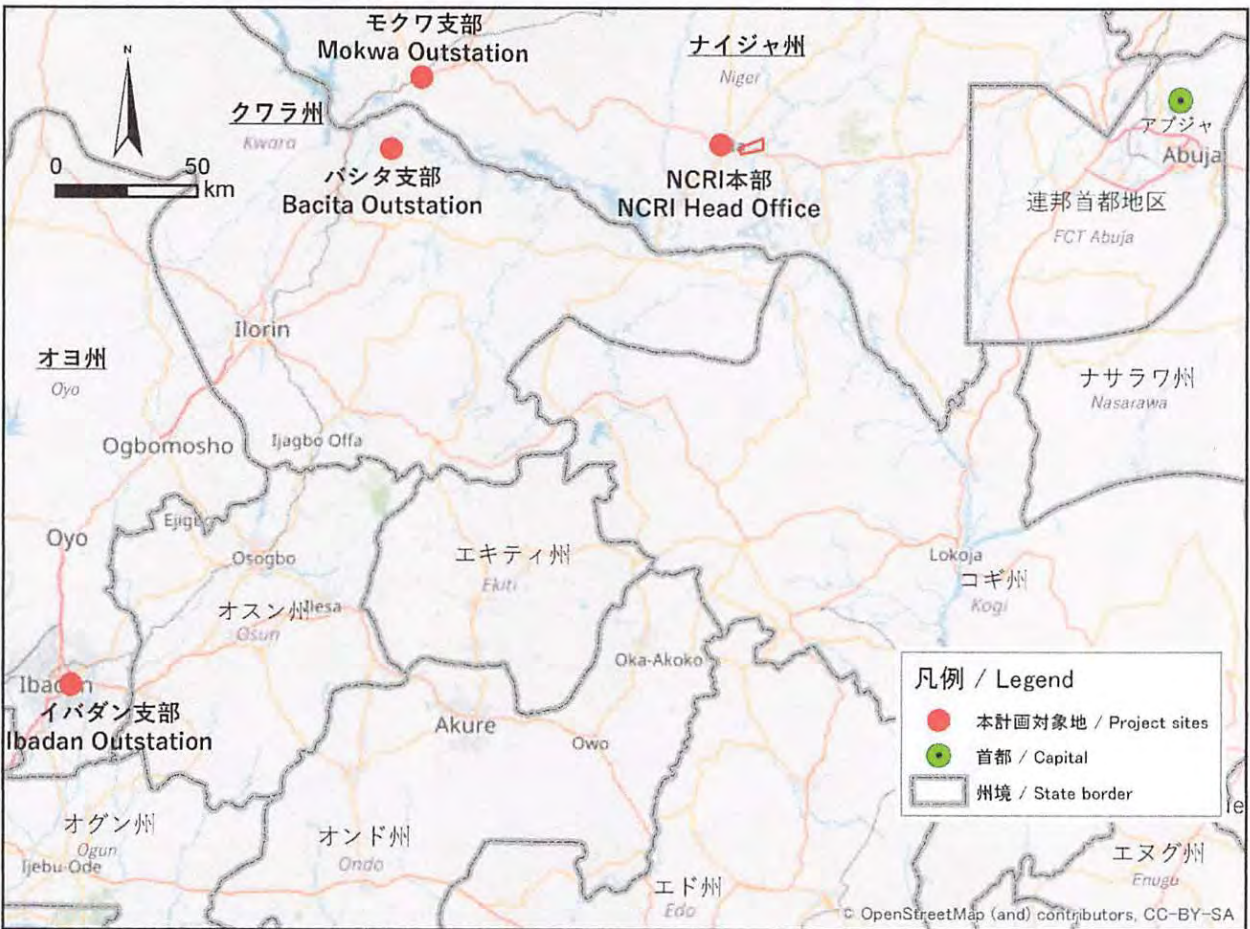 モクワ支部
Mokwa Outstation
ナイジャ州
Niger
N
クワラ州
Kwara
アブジャ
Abuja
0 50
km
バシタ支部
Bacita Outstation
NCRI本部
NCRI Head Office
連邦首都地区
FCT Abuja
Ilorin
オヨ州
Oyo
ナサラワ州
Nasarawa
Ogbomosho
Ijagbo Offa
Oyo
Osogbo
エキティ州
Ekiti
Lokoja
コギ州
Kogi
オスン州
Osun
Oka-Akoko
イバダン支部
Ibadan Outstation
Akure
Owo
凡例 / Legend
本計画対象地 / Project sites
首都 / Capital
州境 / State border
オグン州
Ogun
Ijebu-Ode
オンド州
Ondo
エド州
Edo
エヌグ州
Enugu
© OpenStreetMap (and) contributors, CC-BY-SA